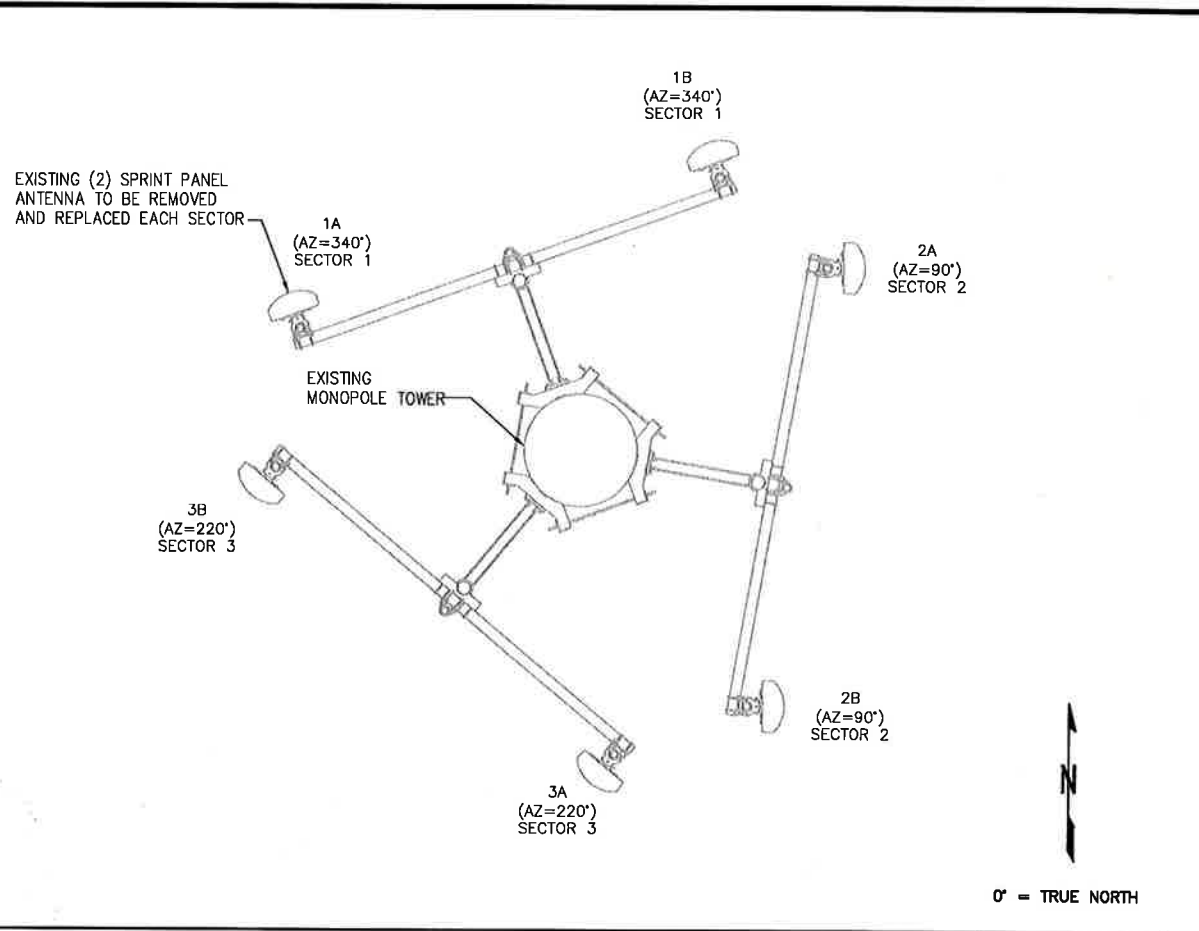 1B
(AZ=340°)
SECTOR 1
EXISTING (2) SPRINT PANEL
ANTENNA TO BE REMOVED
AND REPLACED EACH SECTOR
1A
(AZ=340°)
SECTOR 1
2A
(AZ=90°)
SECTOR 2
EXISTING
MONOPOLE TOWER
3B
(AZ=220°)
SECTOR 3
2B
(AZ=90°)
SECTOR 2
3A
(AZ=220°)
SECTOR 3
N
0° = TRUE NORTH